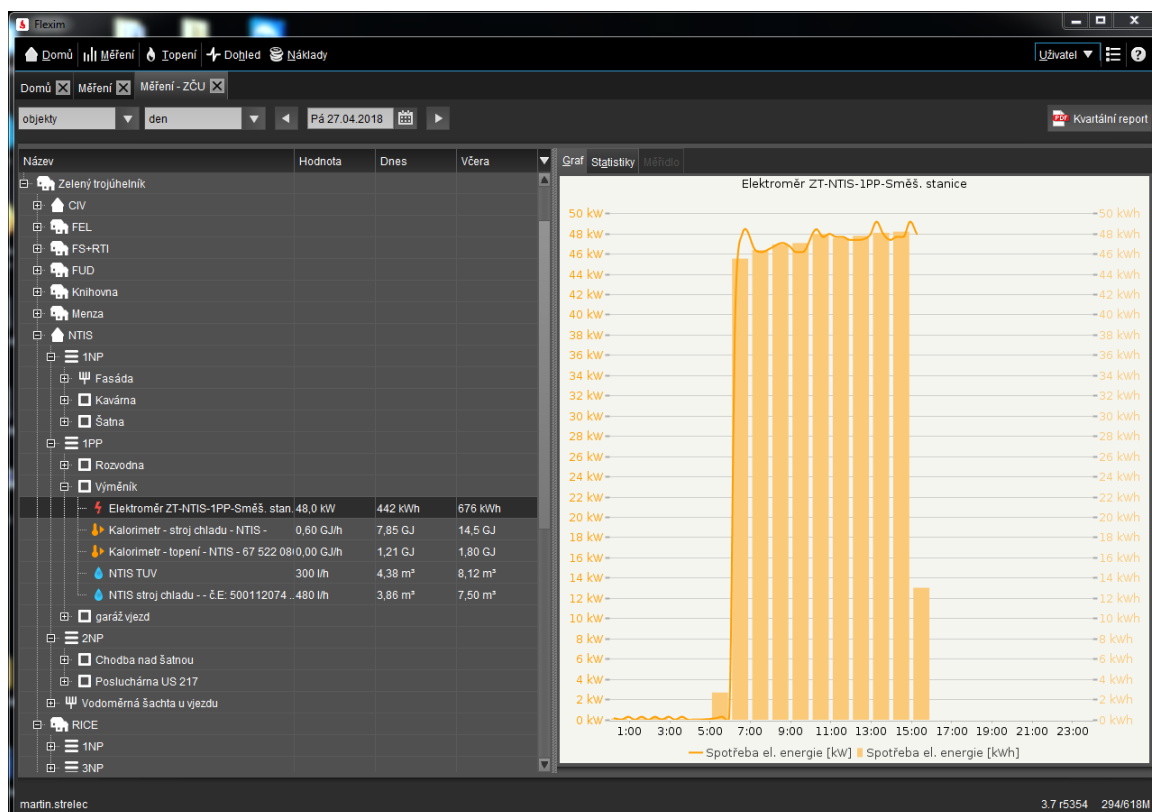 Flexim
Domů Měření Topení Dohled Náklady Uživatel
Domů Měření Měření - ZČU
objekty den Pá 27.04.2018 Kvartální report
Název Hodnota Dnes Včera
Zelený trojúhelník
CIV
FEL
FS+RTI
FUD
Knihovna
Menza
NTIS
1NP
Fasáda
Kavárna
Šatna
1PP
Rozvodna
Výměník
Elektroměr ZT-NTIS-1PP-Směš. stan. 48,0 kW 442 kWh 676 kWh
Kalorimetr - stroj chladu - NTIS - 0,60 GJ/h 7,85 GJ 14,5 GJ
Kalorimetr - topení - NTIS - 67 522 08 0,00 GJ/h 1,21 GJ 1,80 GJ
NTIS TUV 300 l/h 4,38 m³ 8,12 m³
NTIS stroj chladu - - č.E: 500112074 .. 480 l/h 3,86 m³ 7,50 m³
garáž vjezd
2NP
Chodba nad šatnou
Posluchárna US 217
Vodoměrná šachta u vjezdu
RICE
1NP
3NP
Graf Statistiky Měřidlo
Elektroměr ZT-NTIS-1PP-Směš. stanice
50 kW 50 kWh
48 kW 48 kWh
46 kW 46 kWh
44 kW 44 kWh
42 kW 42 kWh
40 kW 40 kWh
38 kW 38 kWh
36 kW 36 kWh
34 kW 34 kWh
32 kW 32 kWh
30 kW 30 kWh
28 kW 28 kWh
26 kW 26 kWh
24 kW 24 kWh
22 kW 22 kWh
20 kW 20 kWh
18 kW 18 kWh
16 kW 16 kWh
14 kW 14 kWh
12 kW 12 kWh
10 kW 10 kWh
8 kW 8 kWh
6 kW 6 kWh
4 kW 4 kWh
2 kW 2 kWh
0 kW 0 kWh
1:00 3:00 5:00 7:00 9:00 11:00 13:00 15:00 17:00 19:00 21:00 23:00
Spotřeba el. energie [kW] Spotřeba el. energie [kWh]
martin.strelec 3.7 r5354 294/618M